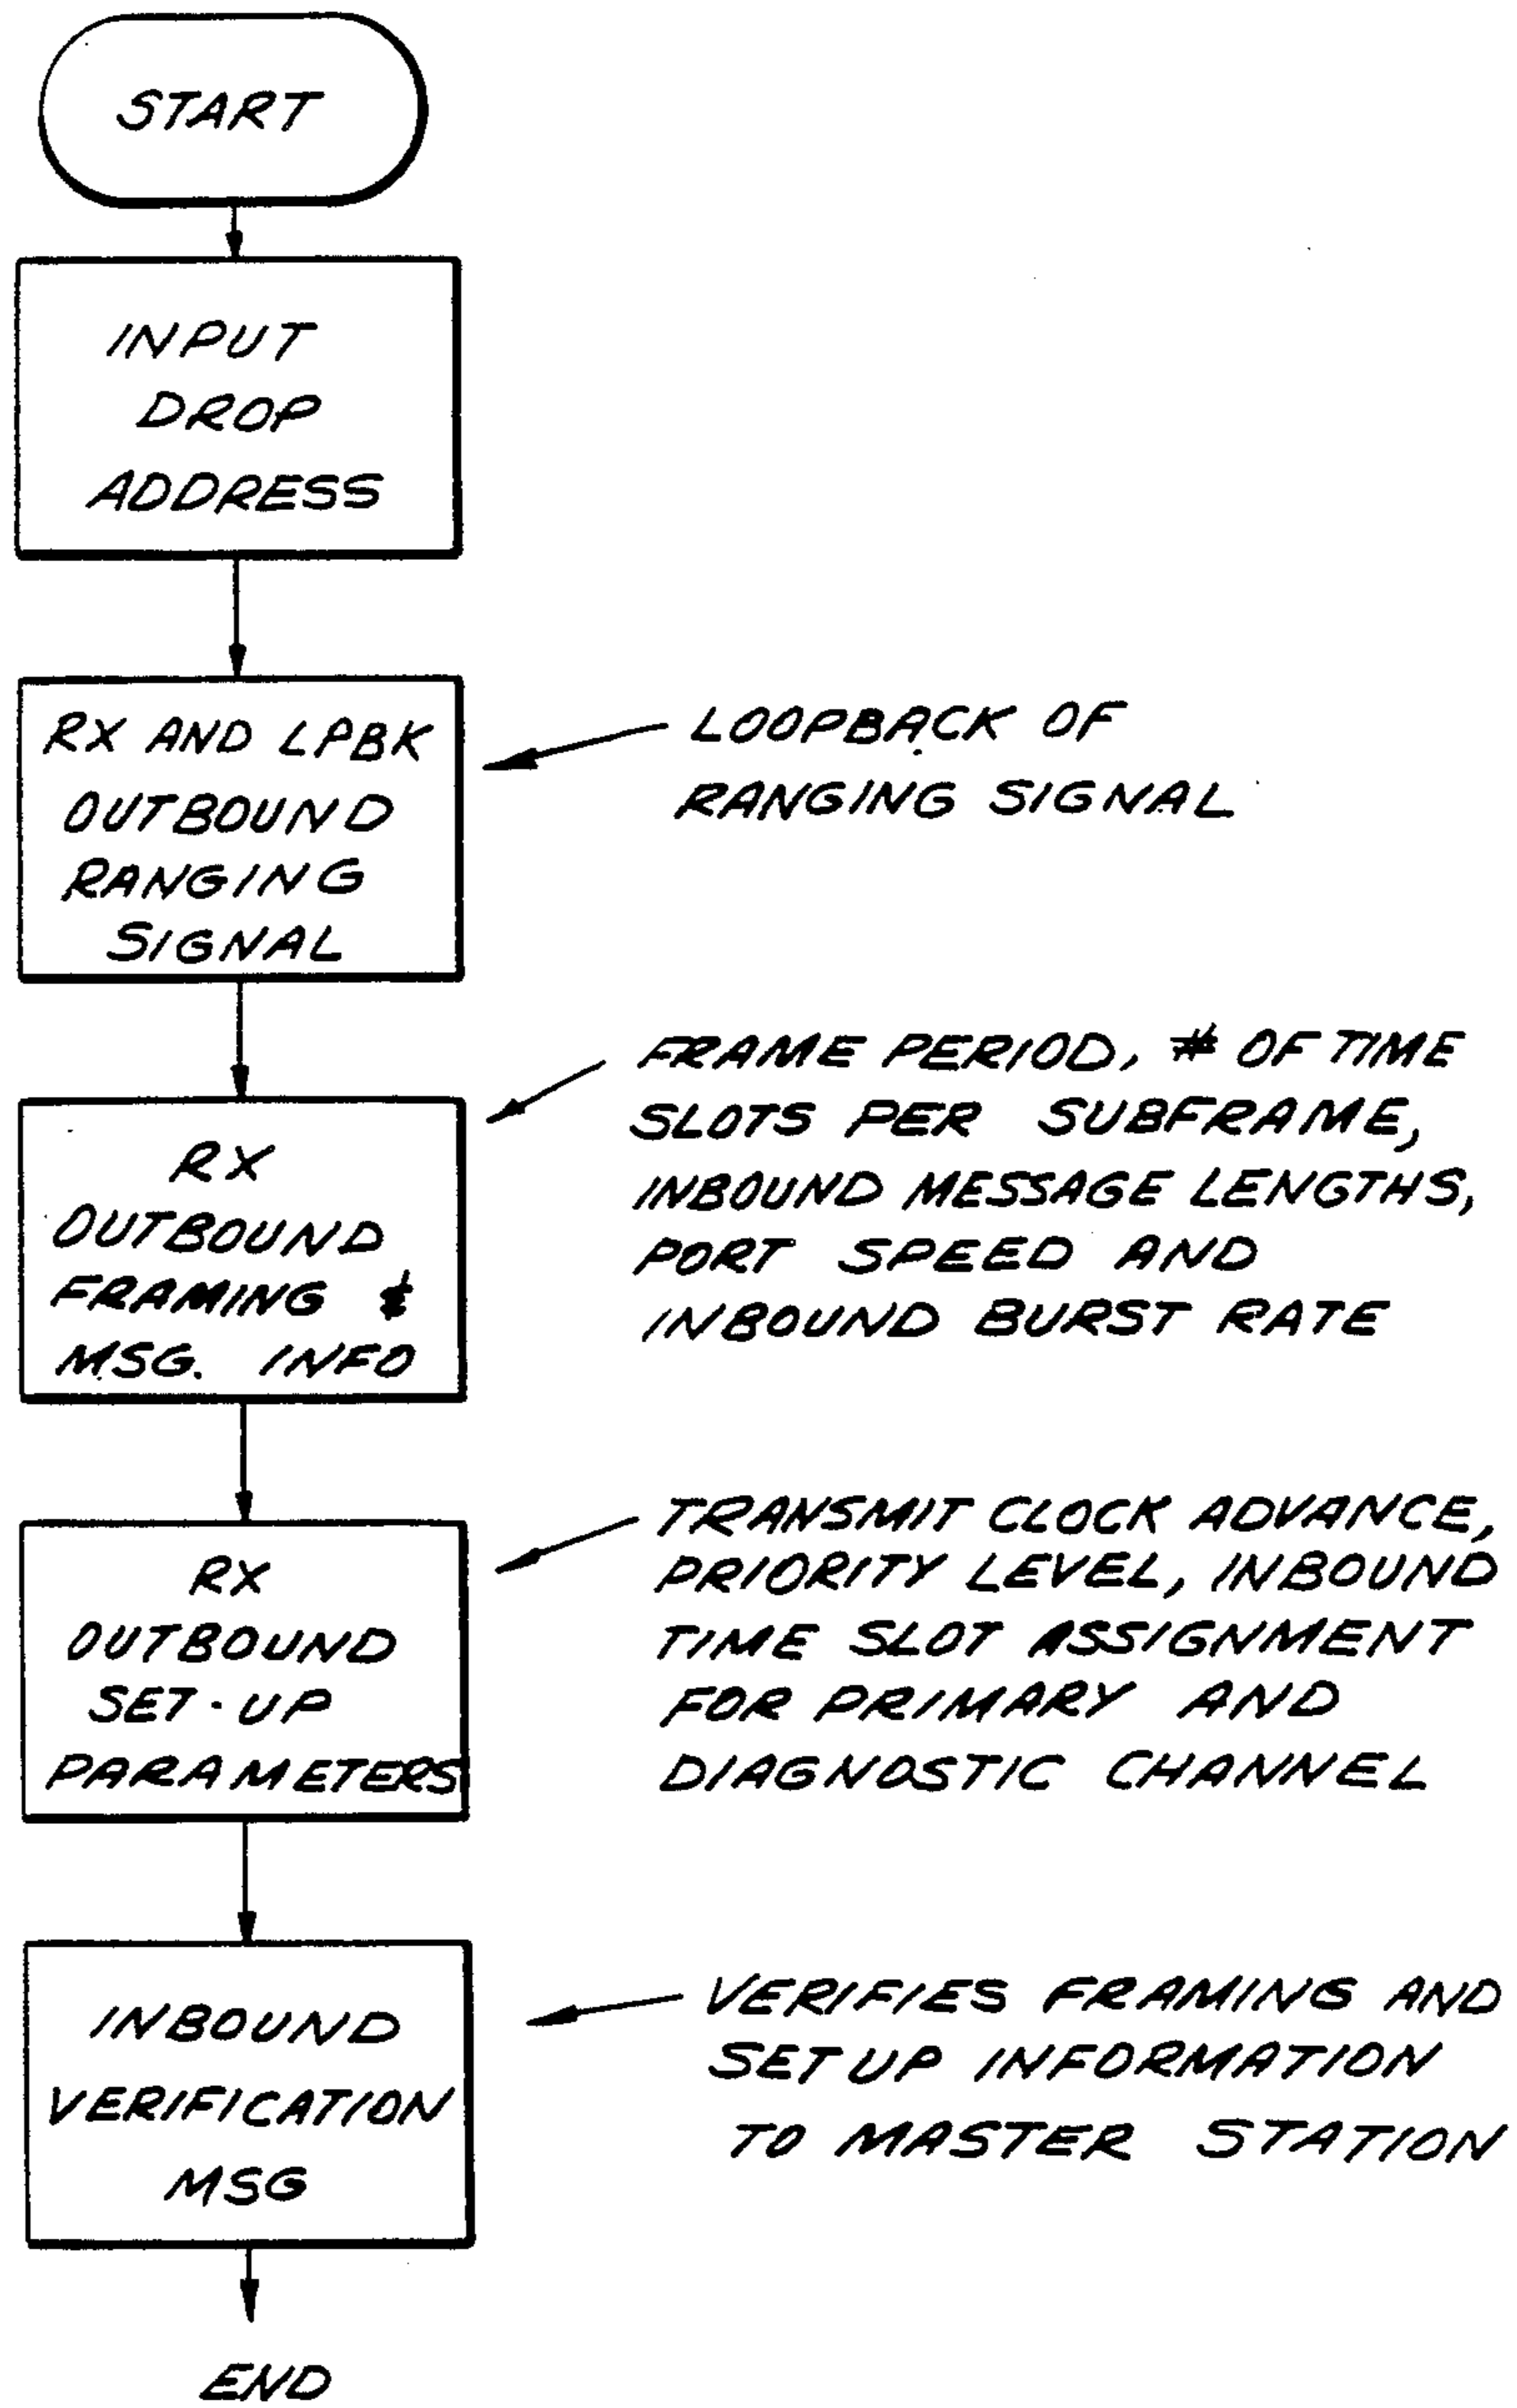 START
INPUT
DROP
ADDRESS
RX AND LPBK
OUTBOUND
RANGING
SIGNAL
LOOPBACK OF
RANGING SIGNAL
RX
OUTBOUND
FRAMING &
MSG. INFO
FRAME PERIOD, # OF TIME
SLOTS PER SUBFRAME,
INBOUND MESSAGE LENGTHS,
PORT SPEED AND
INBOUND BURST RATE
RX
OUTBOUND
SET-UP
PARAMETERS
TRANSMIT CLOCK ADVANCE,
PRIORITY LEVEL, INBOUND
TIME SLOT ASSIGNMENT
FOR PRIMARY AND
DIAGNOSTIC CHANNEL
INBOUND
VERIFICATION
MSG
VERIFIES FRAMING AND
SET UP INFORMATION
TO MASTER STATION
END